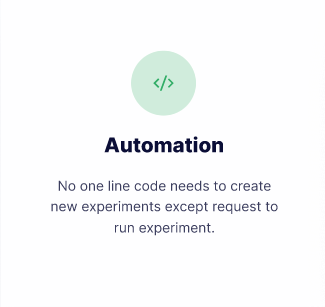 Automation
No one line code needs to create
new experiments except request to
run experiment.